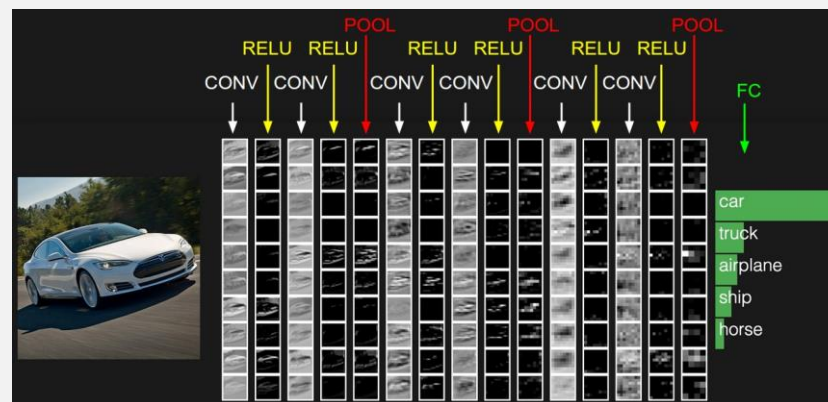 POOL POOL POOL
RELU RELU RELU RELU RELU RELU
CONV CONV CONV CONV CONV CONV
FC
car
truck
airplane
ship
horse